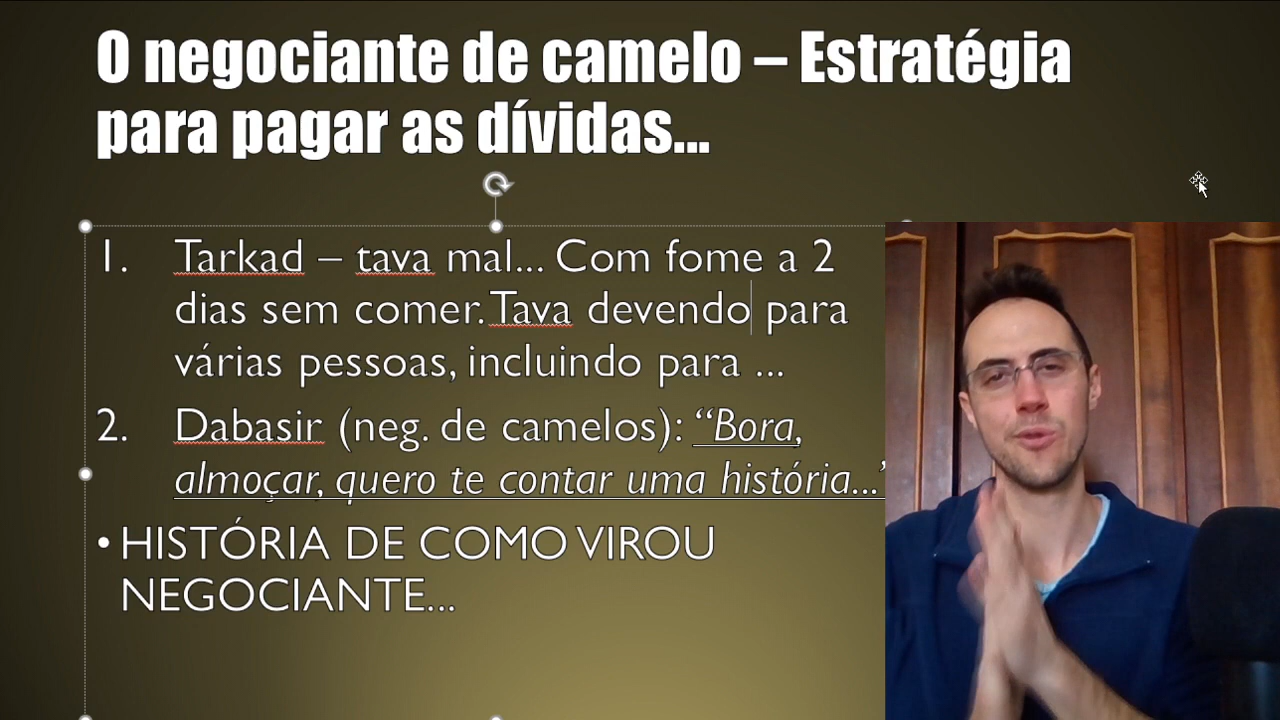 O negociante de camelo – Estratégia
para pagar as dívidas...
1. Tarkad – tava mal... Com fome a 2
dias sem comer. Tava devendo para
várias pessoas, incluindo para ...
2. Dabasir (neg. de camelos): “Bora,
almoçar, quero te contar uma história...”
• HISTÓRIA DE COMO VIROU
NEGOCIANTE...